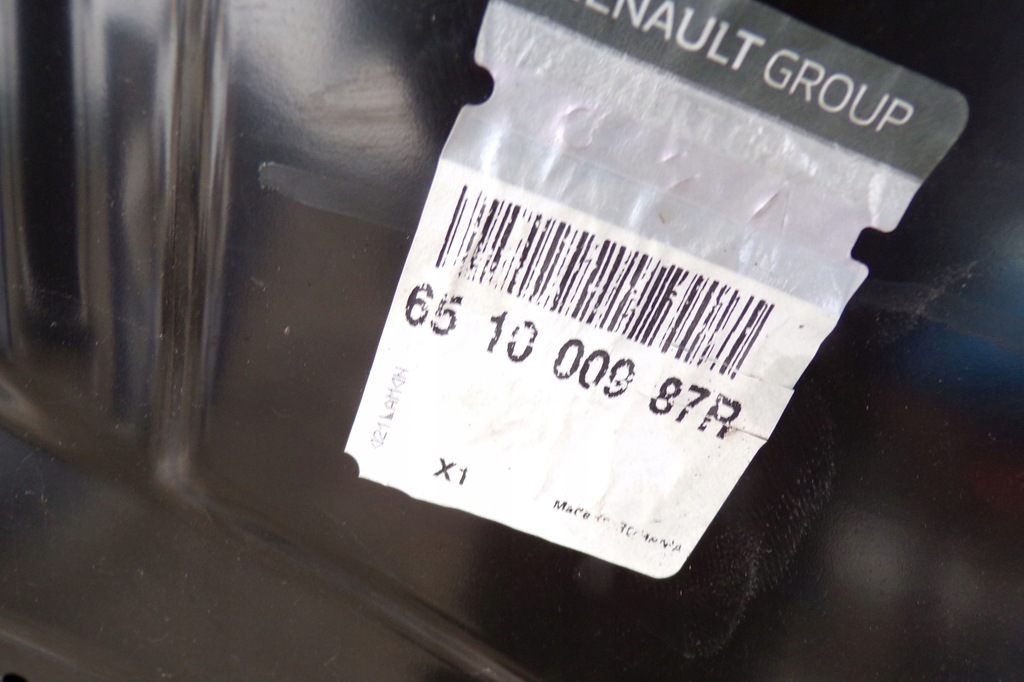 RENAULT GROUP
65 10 009 87R
X1
Made in ROMANIA